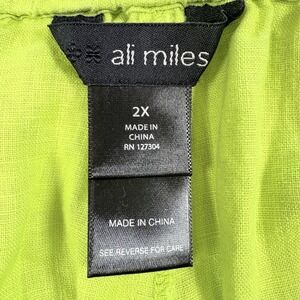 ali miles
2X
MADE IN
CHINA
RN 127304
MADE IN CHINA
SEE REVERSE FOR CARE